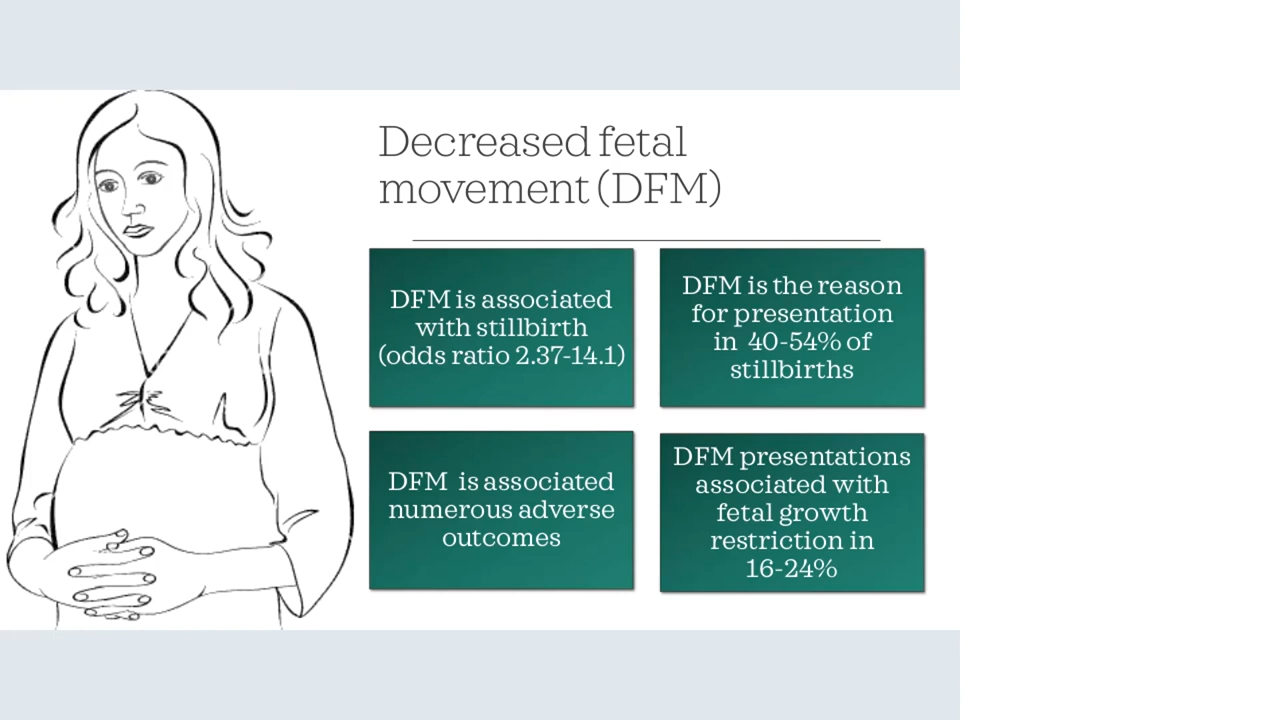 Decreased fetal
movement (DFM)
DFM is associated
with stillbirth
(odds ratio 2.37-14.1)
DFM is the reason
for presentation
in 40-54% of
stillbirths
DFM is associated
numerous adverse
outcomes
DFM presentations
associated with
fetal growth
restriction in
16-24%